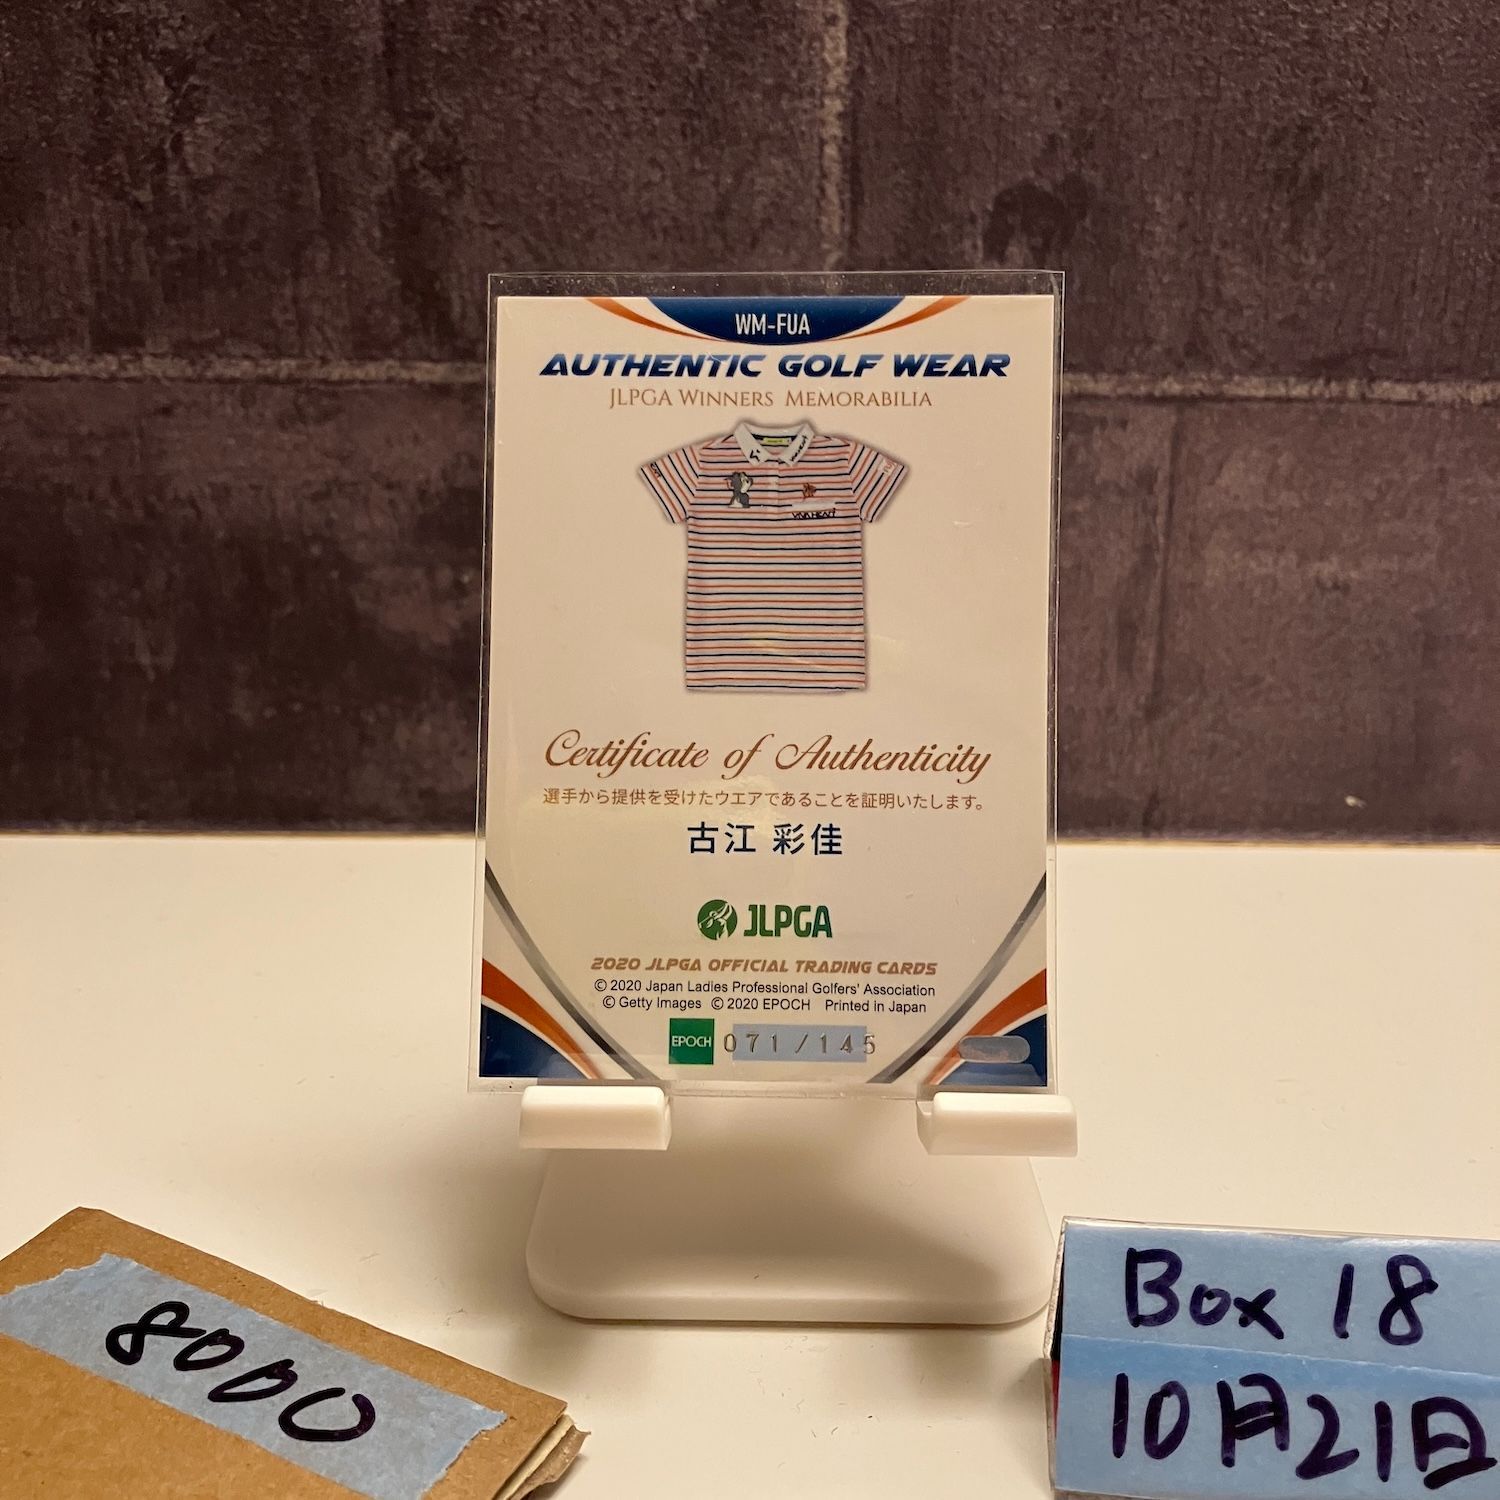 WM-FUA
AUTHENTIC GOLF WEAR
JLPGA WINNERS MEMORABILIA
VIVA HEART
Certificate of Authenticity
選手から提供を受けたウエアであることを証明いたします。
古江 彩佳
JLPGA
2020 JLPGA OFFICIAL TRADING CARDS
© 2020 Japan Ladies Professional Golfers' Association
© Getty Images © 2020 EPOCH Printed in Japan
EPOCH 071/145
8000
Box 18
10月21日